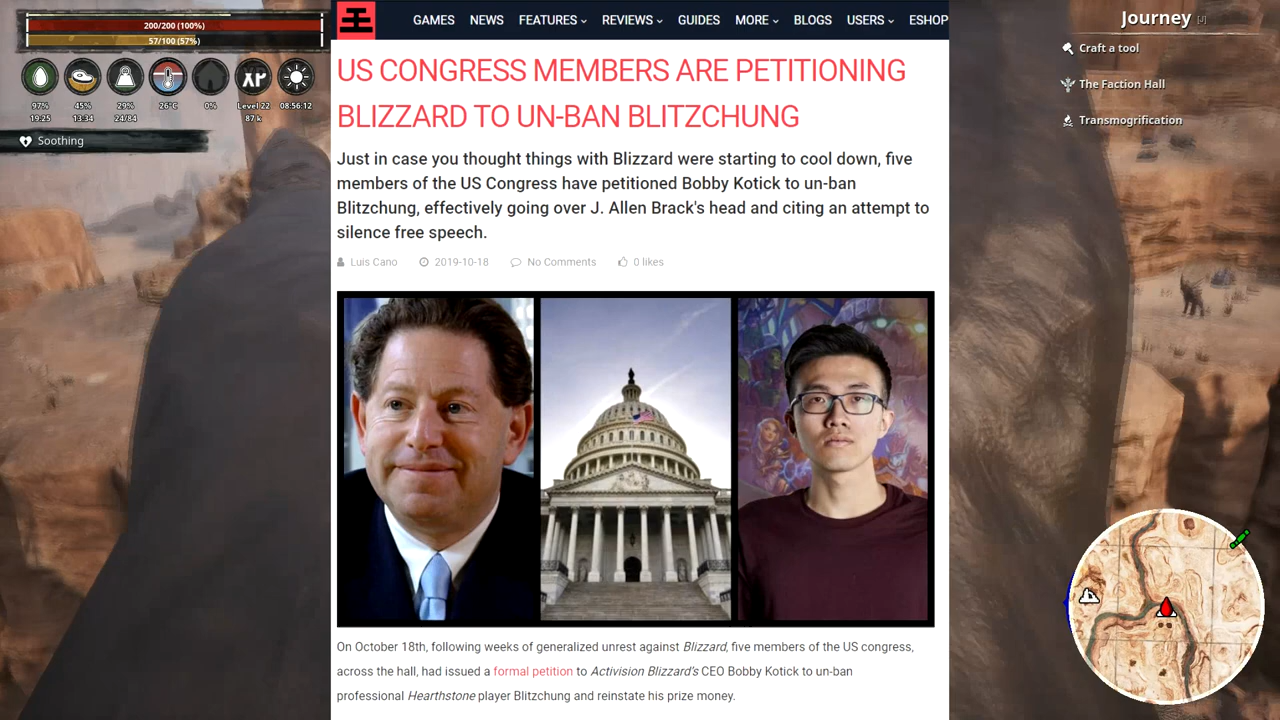 200/200 (100%)
57/100 (57%)
97%
19:25
45%
13:34
29%
24/84
26°C
0%
XP
Level 22
87 k
08:56:12
Soothing
GAMES NEWS FEATURES REVIEWS GUIDES MORE BLOGS USERS ESHOP
US CONGRESS MEMBERS ARE PETITIONING
BLIZZARD TO UN-BAN BLITZCHUNG
Just in case you thought things with Blizzard were starting to cool down, five
members of the US Congress have petitioned Bobby Kotick to un-ban
Blitzchung, effectively going over J. Allen Brack's head and citing an attempt to
silence free speech.
Luis Cano 2019-10-18 No Comments 0 likes
On October 18th, following weeks of generalized unrest against Blizzard, five members of the US congress,
across the hall, had issued a formal petition to Activision Blizzard's CEO Bobby Kotick to un-ban
professional Hearthstone player Blitzchung and reinstate his prize money.
Journey [J]
Craft a tool
The Faction Hall
Transmogrification